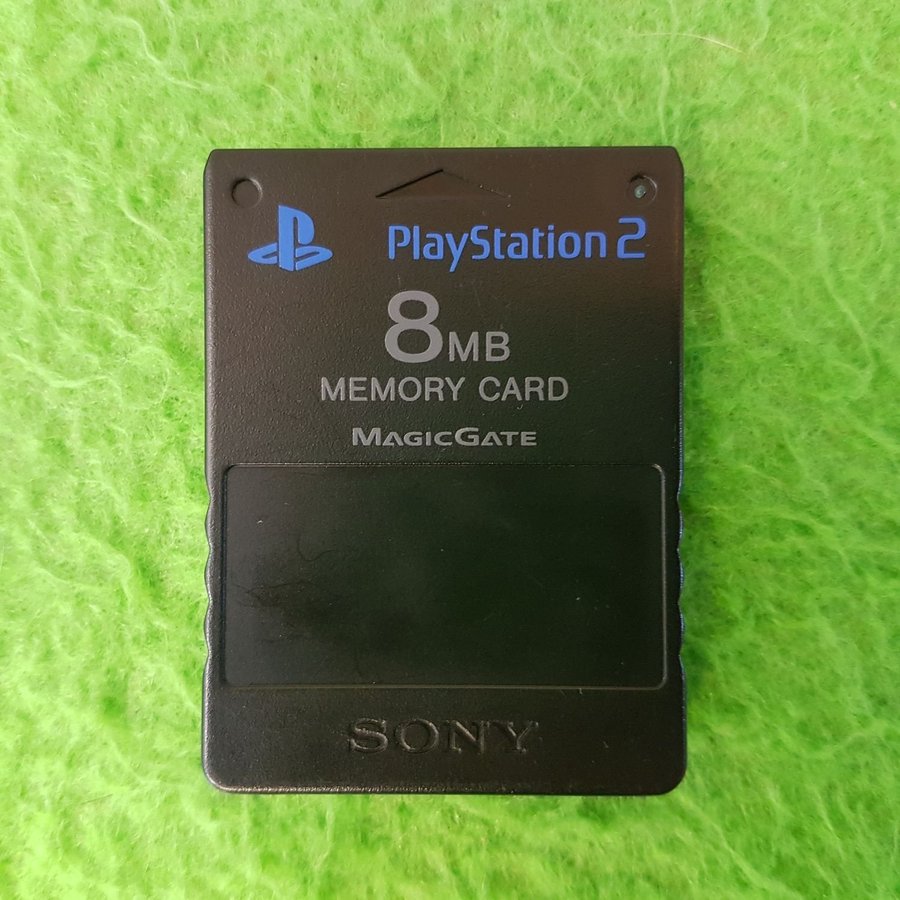 PlayStation 2
8MB
MEMORY CARD
MAGICGATE
SONY